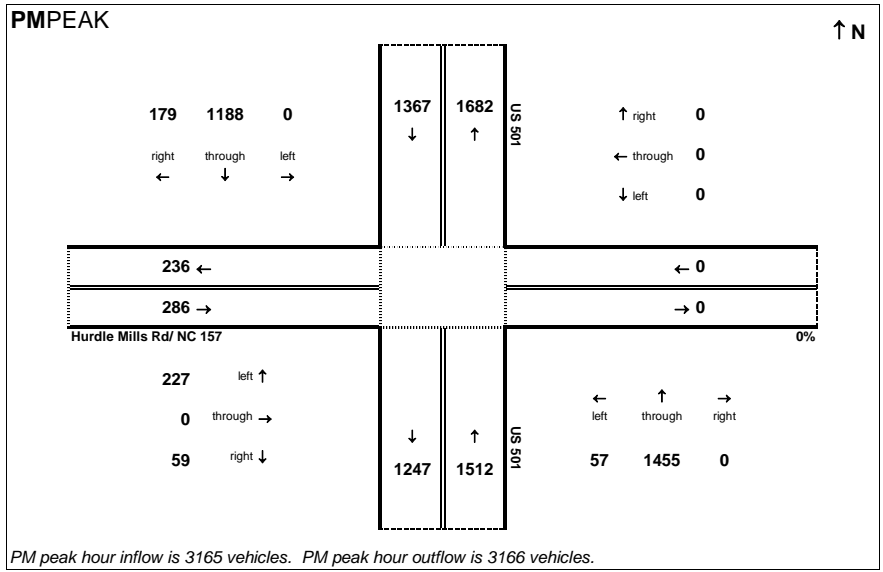 PMPEAK
↑ N
179 1188 0
right through left
← ↓ →
1367 1682
↓ ↑
US 501
↑ right 0
← through 0
↓ left 0
236 ←
286 →
← 0
→ 0
Hurdle Mills Rd/ NC 157
0%
227 left ↑
0 through →
59 right ↓
↓ ↑
1247 1512
US 501
← ↑ →
left through right
57 1455 0
PM peak hour inflow is 3165 vehicles. PM peak hour outflow is 3166 vehicles.